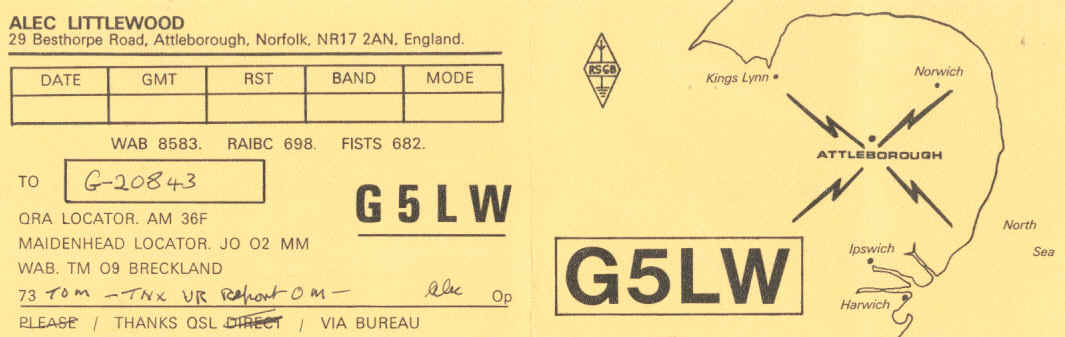 ALEC LITTLEWOOD
29 Besthorpe Road, Attleborough, Norfolk, NR17 2AN, England.
DATE GMT RST BAND MODE
WAB 8583. RAIBC 698. FISTS 682.
TO G-20843
G5LW
QRA LOCATOR. AM 36F
MAIDENHEAD LOCATOR. JO 02 MM
WAB. TM 09 BRECKLAND
73 TOM - TNX UR REPORT OM - Alec Op
PLEASE / THANKS QSL DIRECT / VIA BUREAU
RSGB
Kings Lynn
Norwich
ATTLEBOROUGH
North
Sea
Ipswich
Harwich
G5LW